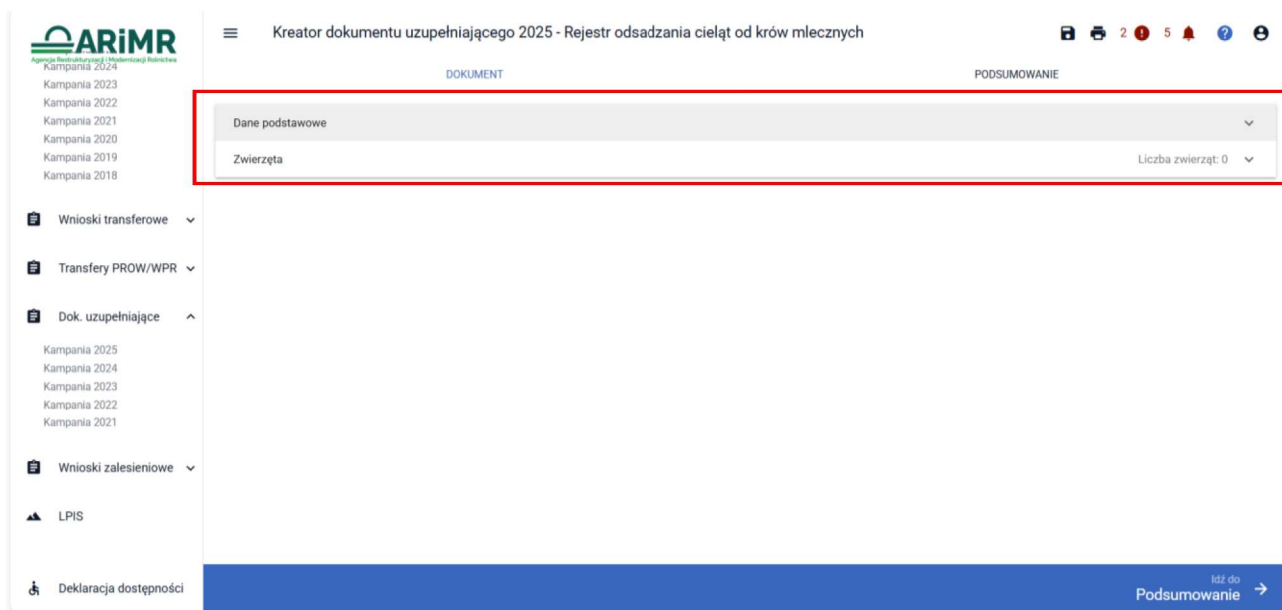 ARiMR
Agencja Restrukturyzacji i Modernizacji Rolnictwa
Kampania 2024
Kampania 2023
Kampania 2022
Kampania 2021
Kampania 2020
Kampania 2019
Kampania 2018
Wnioski transferowe
Transfery PROW/WPR
Dok. uzupełniające
Kampania 2025
Kampania 2024
Kampania 2023
Kampania 2022
Kampania 2021
Wnioski zalesieniowe
LPIS
Deklaracja dostępności
Kreator dokumentu uzupełniającego 2025 - Rejestr odsadzania cieląt od krów mlecznych
2 5
DOKUMENT PODSUMOWANIE
Dane podstawowe
Zwierzęta Liczba zwierząt: 0
Idź do
Podsumowanie